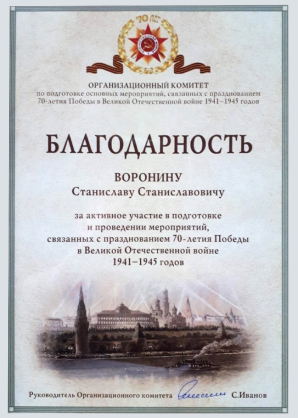 70 ЛЕТ
ОРГАНИЗАЦИОННЫЙ КОМИТЕТ
по подготовке основных мероприятий, связанных с празднованием
70-летия Победы в Великой Отечественной войне 1941–1945 годов
БЛАГОДАРНОСТЬ
ВОРОНИНУ
Станиславу Станиславовичу
за активное участие в подготовке
и проведении мероприятий,
связанных с празднованием 70-летия Победы
в Великой Отечественной войне
1941–1945 годов
Руководитель Организационного комитета С.Иванов